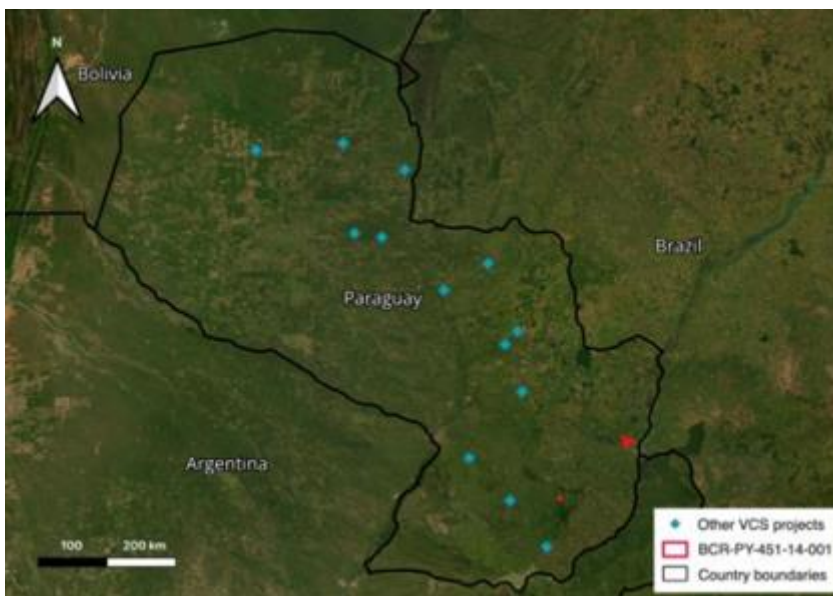 N
Bolivia
Brazil
Paraguay
Argentina
100 200 km
Other VCS projects
BCR-PY-451-14-001
Country boundaries